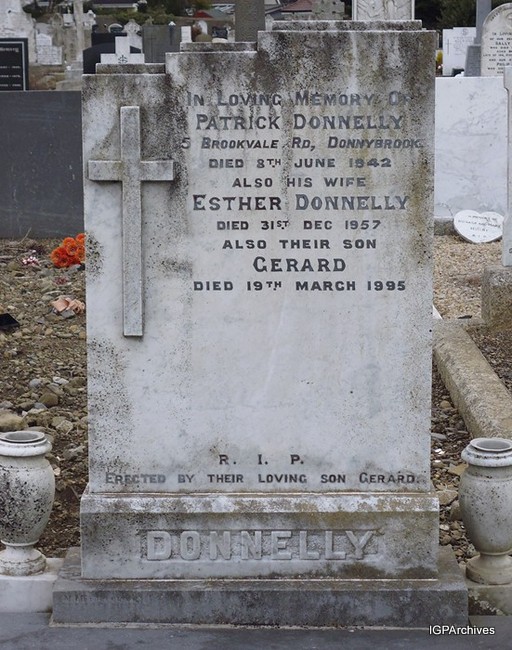 IN LOVING MEMORY OF
PATRICK DONNELLY
5 BROOKVALE RD, DONNYBROOK
DIED 8TH JUNE 1942
ALSO HIS WIFE
ESTHER DONNELLY
DIED 31ST DEC 1957
ALSO THEIR SON
GERARD
DIED 19TH MARCH 1995
R. I. P.
ERECTED BY THEIR LOVING SON GERARD.
DONNELLY
IGPArchives